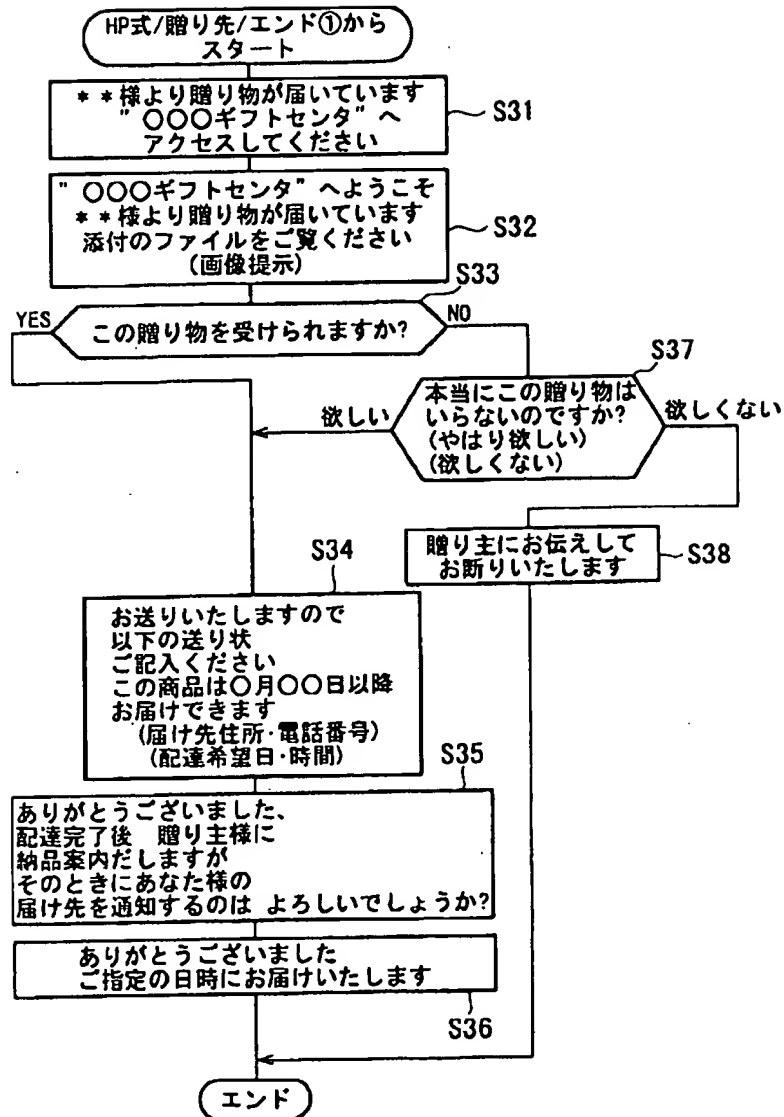 HP式/贈り先/エンド①から
スタート
＊＊様より贈り物が届いています
"〇〇〇ギフトセンタ"へ
アクセスしてください
S31
"〇〇〇ギフトセンタ"へようこそ
＊＊様より贈り物が届いています
添付のファイルをご覧ください
(画像提示)
S32
S33
YES
この贈り物を受けられますか?
NO
S37
本当にこの贈り物は
いらないのですか?
(やはり欲しい)
(欲しくない)
欲しい
欲しくない
贈り主にお伝えして
お断りいたします
S38
S34
お送りいたしますので
以下の送り状
ご記入ください
この商品は〇月〇〇日以降
お届けできます
(届け先住所・電話番号)
(配達希望日・時間)
S35
ありがとうございました、
配達完了後　贈り主様に
納品案内だしますが
そのときにあなた様の
届け先を通知するのは よろしいでしょうか?
ありがとうございました
ご指定の日時にお届けいたします
S36
エンド